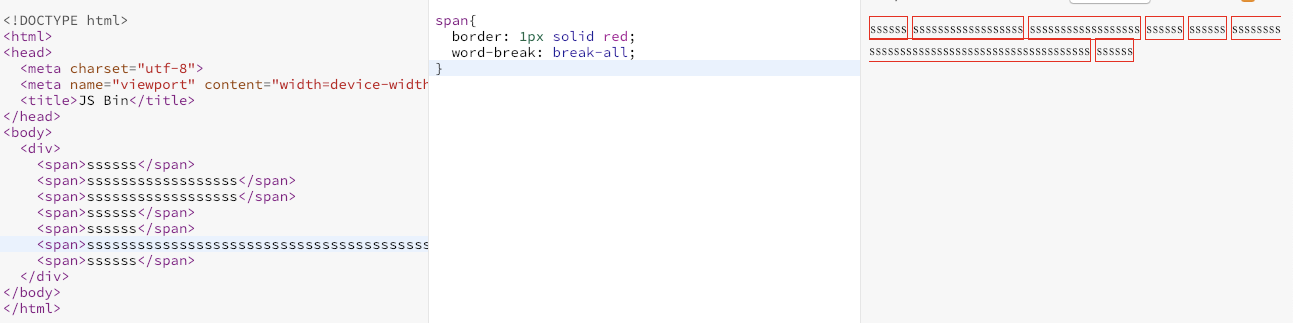 <!DOCTYPE html>
<html>
<head>
<meta charset="utf-8">
<meta name="viewport" content="width=device-width
<title>JS Bin</title>
</head>
<body>
<div>
<span>ssssss</span>
<span>ssssssssssssssssss</span>
<span>ssssssssssssssssss</span>
<span>ssssss</span>
<span>ssssss</span>
<span>sssssssssssssssssssssssssssssssssssssssss
<span>ssssss</span>
</div>
</body>
</html>
span{
border: 1px solid red;
word-break: break-all;
}
ssssss ssssssssssssssssss ssssssssssssssssss ssssss ssssss ssssssss
ssssssssssssssssssssssssssssssssssss ssssss